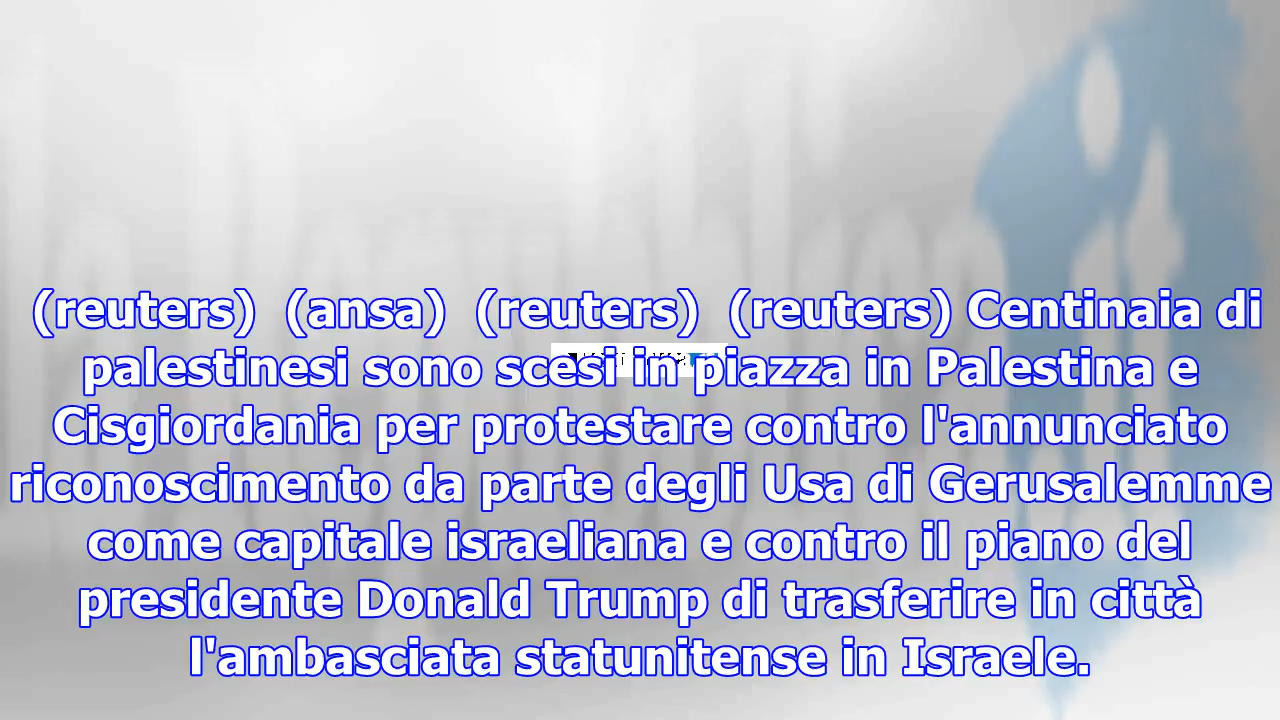 (reuters) (ansa) (reuters) (reuters) Centinaia di
palestinesi sono scesi in piazza in Palestina e
Cisgiordania per protestare contro l'annunciato
riconoscimento da parte degli Usa di Gerusalemme
come capitale israeliana e contro il piano del
presidente Donald Trump di trasferire in città
l'ambasciata statunitense in Israele.